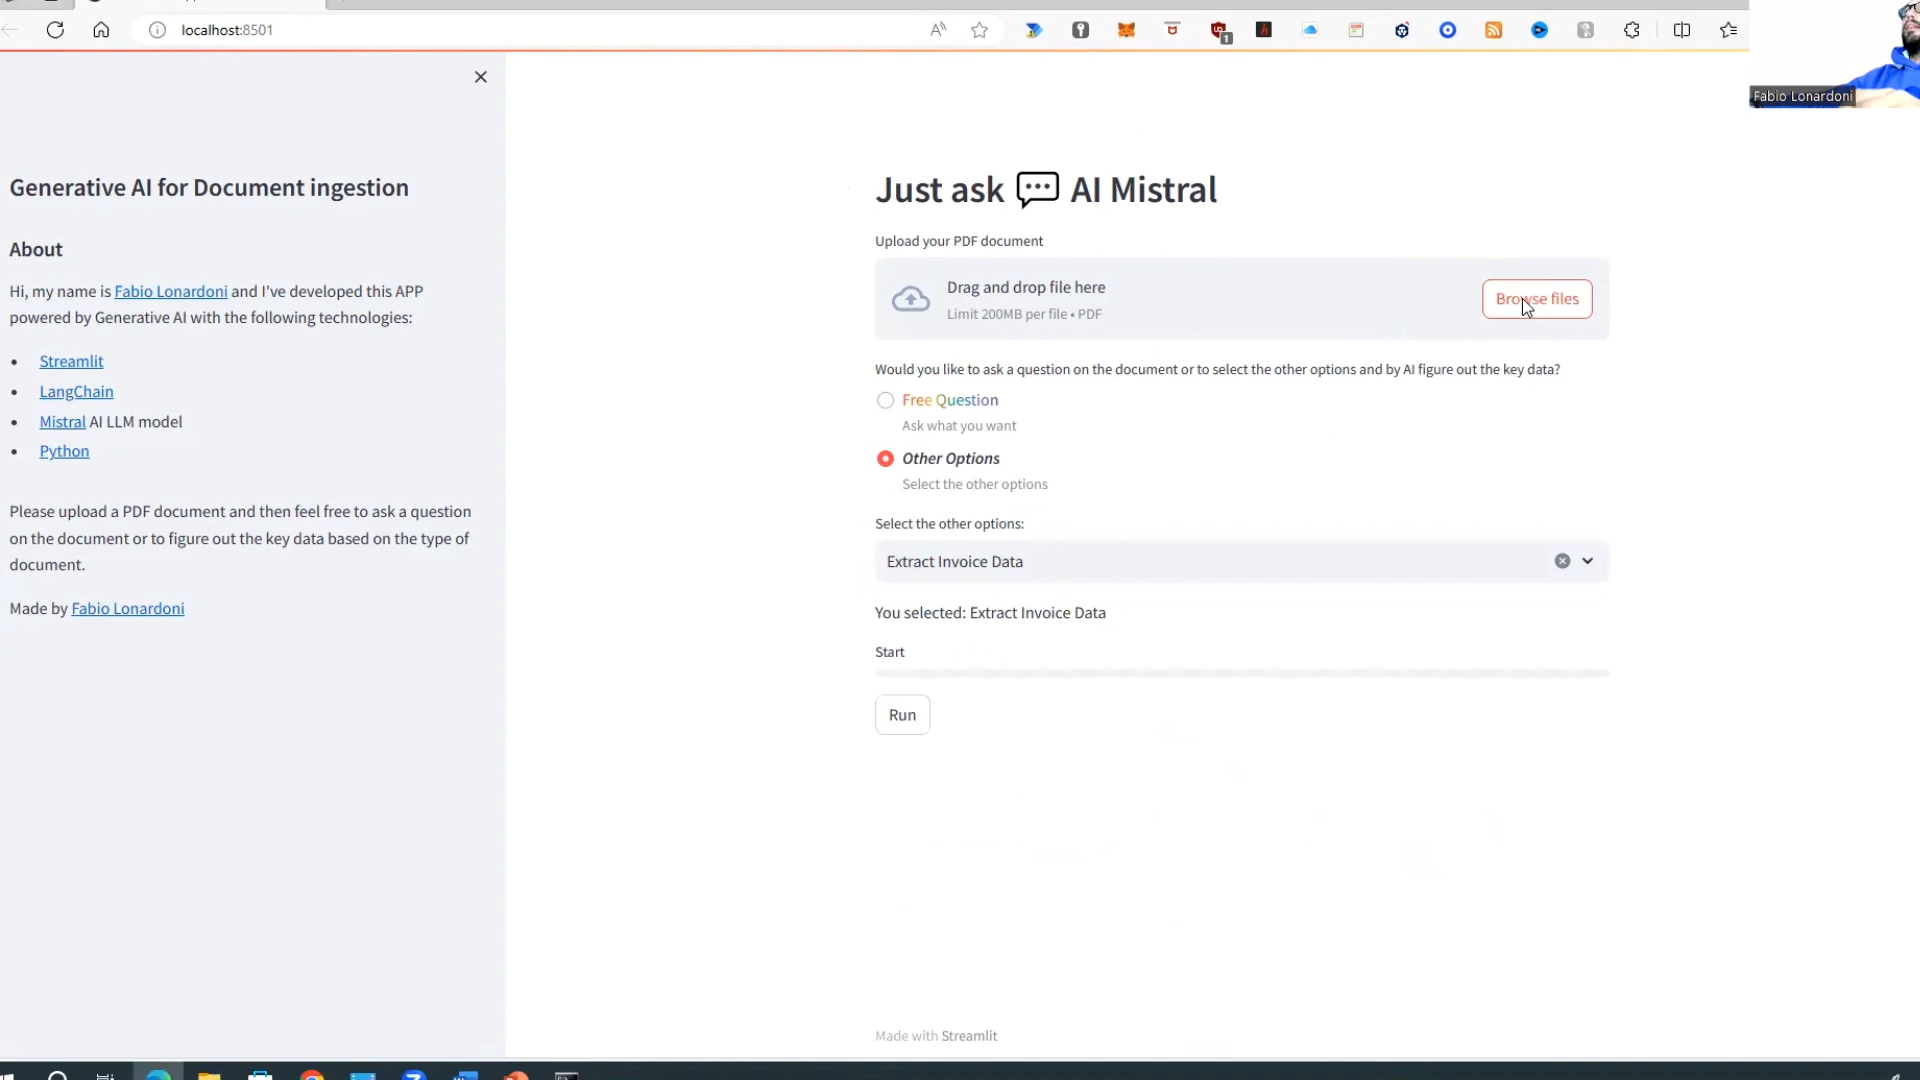 localhost:8501
1
Fabio Lonardoni
Generative AI for Document ingestion
About
Hi, my name is Fabio Lonardoni and I've developed this APP
powered by Generative AI with the following technologies:
• Streamlit
• LangChain
• Mistral AI LLM model
• Python
Please upload a PDF document and then feel free to ask a question
on the document or to figure out the key data based on the type of
document.
Made by Fabio Lonardoni
Just ask 💬 AI Mistral
Upload your PDF document
Drag and drop file here
Limit 200MB per file • PDF
Browse files
Would you like to ask a question on the document or to select the other options and by AI figure out the key data?
Free Question
Ask what you want
Other Options
Select the other options
Select the other options:
Extract Invoice Data
You selected: Extract Invoice Data
Start
Run
Made with Streamlit